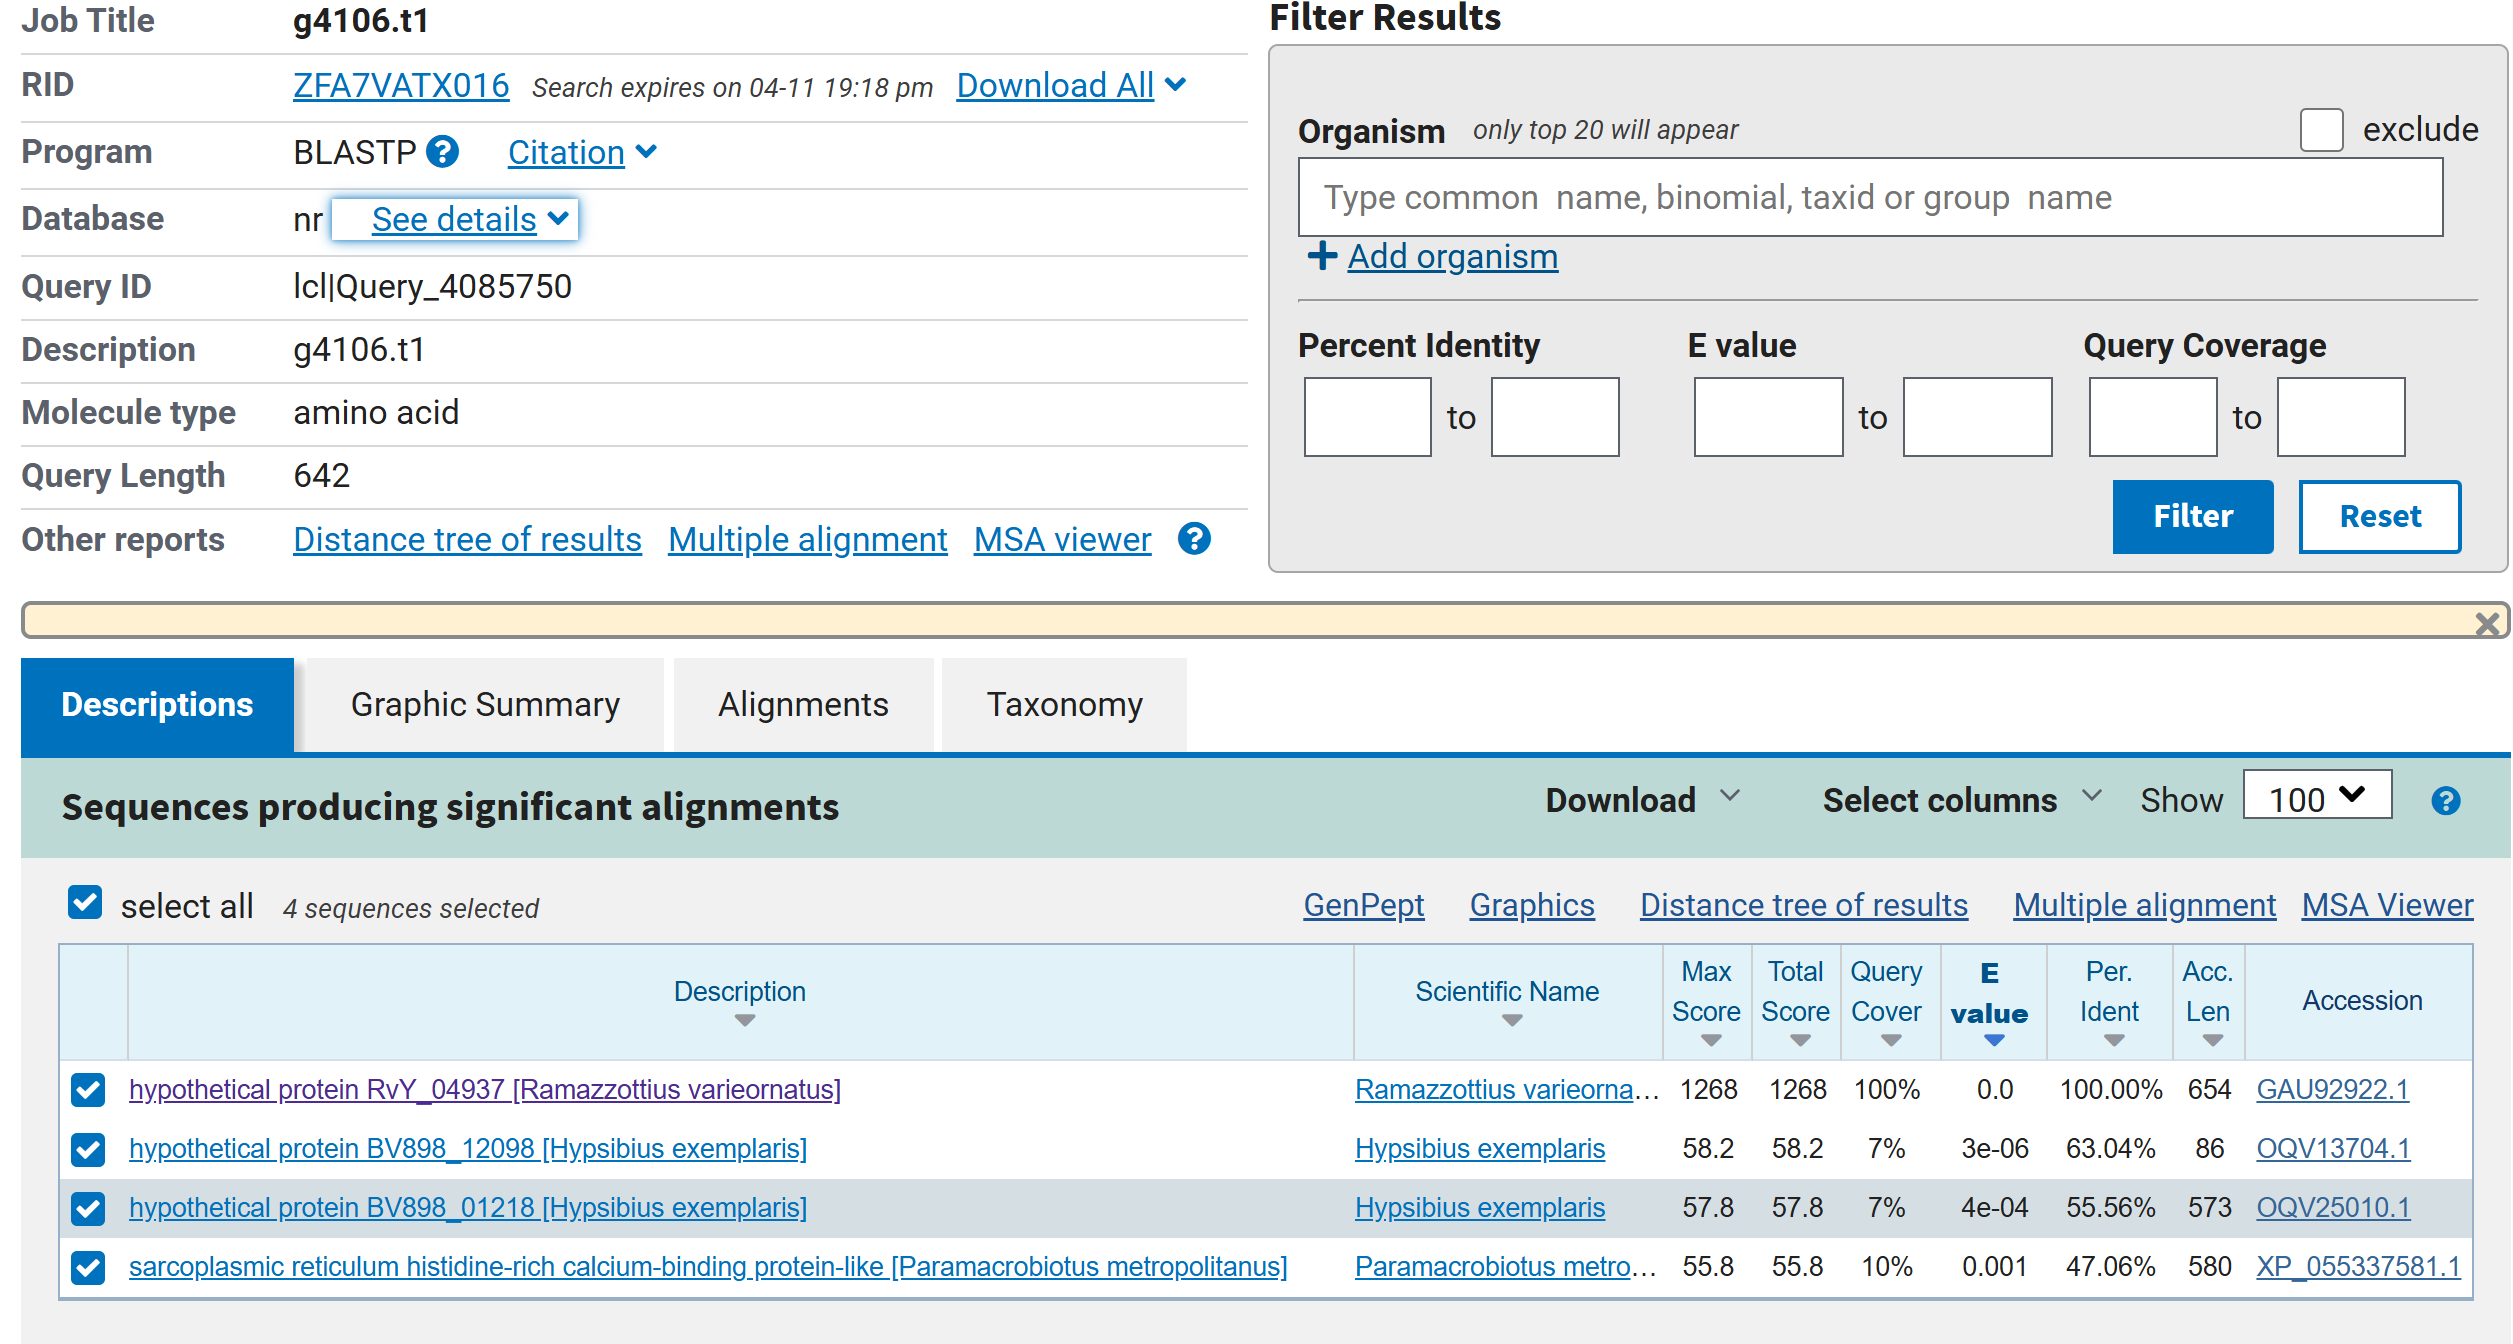 Job Title g4106.t1
RID ZFA7VATX016 Search expires on 04-11 19:18 pm Download All
Program BLASTP Citation
Database nr See details
Query ID lcl|Query_4085750
Description g4106.t1
Molecule type amino acid
Query Length 642
Other reports Distance tree of results Multiple alignment MSA viewer
Filter Results
Organism only top 20 will appear exclude
Type common name, binomial, taxid or group name
Add organism
Percent Identity E value Query Coverage
to to to
Filter Reset
Descriptions Graphic Summary Alignments Taxonomy
Sequences producing significant alignments Download Select columns Show 100
select all 4 sequences selected GenPept Graphics Distance tree of results Multiple alignment MSA Viewer
Description Scientific Name Max Score Total Score Query Cover E value Per. Ident Acc. Len Accession
hypothetical protein RvY_04937 [Ramazzottius varieornatus] Ramazzottius varieorna... 1268 1268 100% 0.0 100.00% 654 GAU92922.1
hypothetical protein BV898_12098 [Hypsibius exemplaris] Hypsibius exemplaris 58.2 58.2 7% 3e-06 63.04% 86 OQV13704.1
hypothetical protein BV898_01218 [Hypsibius exemplaris] Hypsibius exemplaris 57.8 57.8 7% 4e-04 55.56% 573 OQV25010.1
sarcoplasmic reticulum histidine-rich calcium-binding protein-like [Paramacrobiotus metropolitanus] Paramacrobiotus metro... 55.8 55.8 10% 0.001 47.06% 580 XP_055337581.1